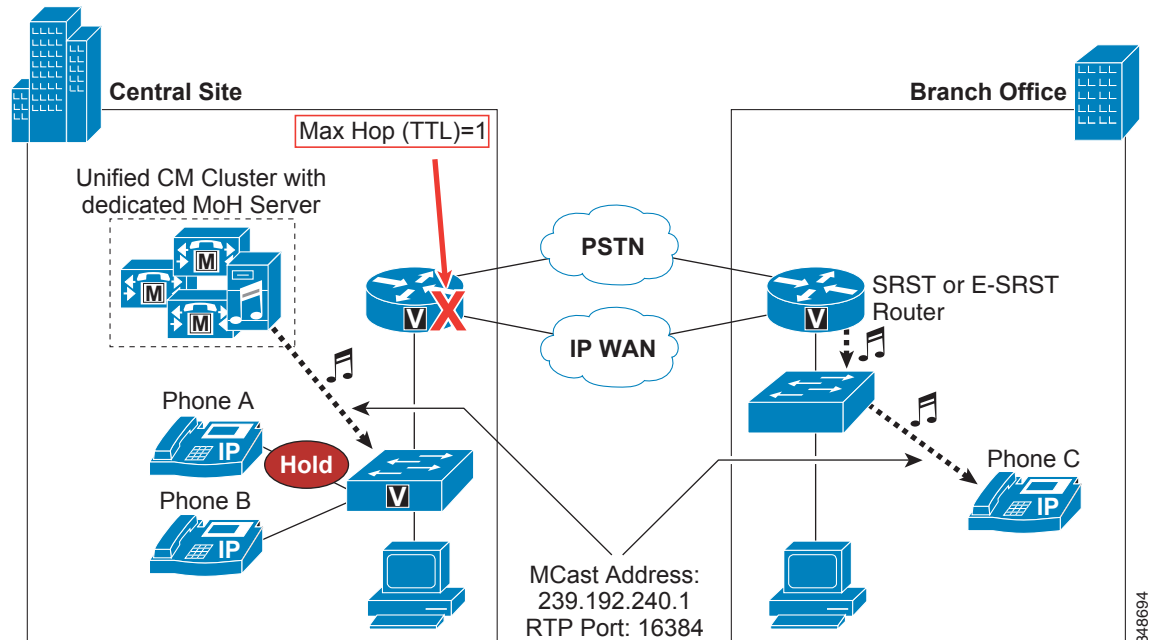 Central Site
Branch Office
Max Hop (TTL)=1
Unified CM Cluster with
dedicated MoH Server
M
M
M
PSTN
IP WAN
V
V
SRST or E-SRST
Router
Phone A
IP
Hold
Phone B
IP
V
Phone C
IP
MCast Address:
239.192.240.1
RTP Port: 16384
348694